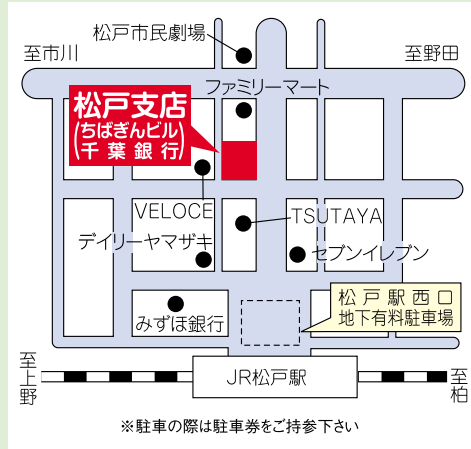 松戸市民劇場
至市川
至野田
ファミリーマート
松戸支店
(ちばぎんビル)
(千葉銀行)
VELOCE
TSUTAYA
デイリーヤマザキ
セブンイレブン
みずほ銀行
松戸駅西口
地下有料駐車場
至上野
JR松戸駅
至柏
※駐車の際は駐車券をご持参下さい